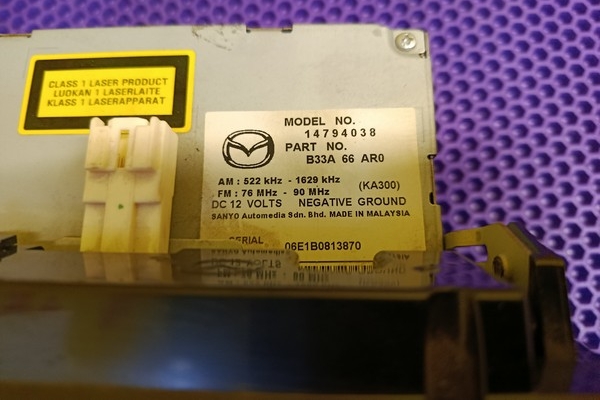 CLASS 1 LASER PRODUCT
LUOKAN 1 LASERLAITE
KLASS 1 LASERAPPARAT
MODEL NO.
14794038
PART NO.
B33A 66 AR0
AM : 522 kHz - 1629 kHz
FM : 76 MHz - 90 MHz (KA300)
DC 12 VOLTS NEGATIVE GROUND
SANYO Automedia Sdn. Bhd. MADE IN MALAYSIA
SERIAL 06E1B0813870